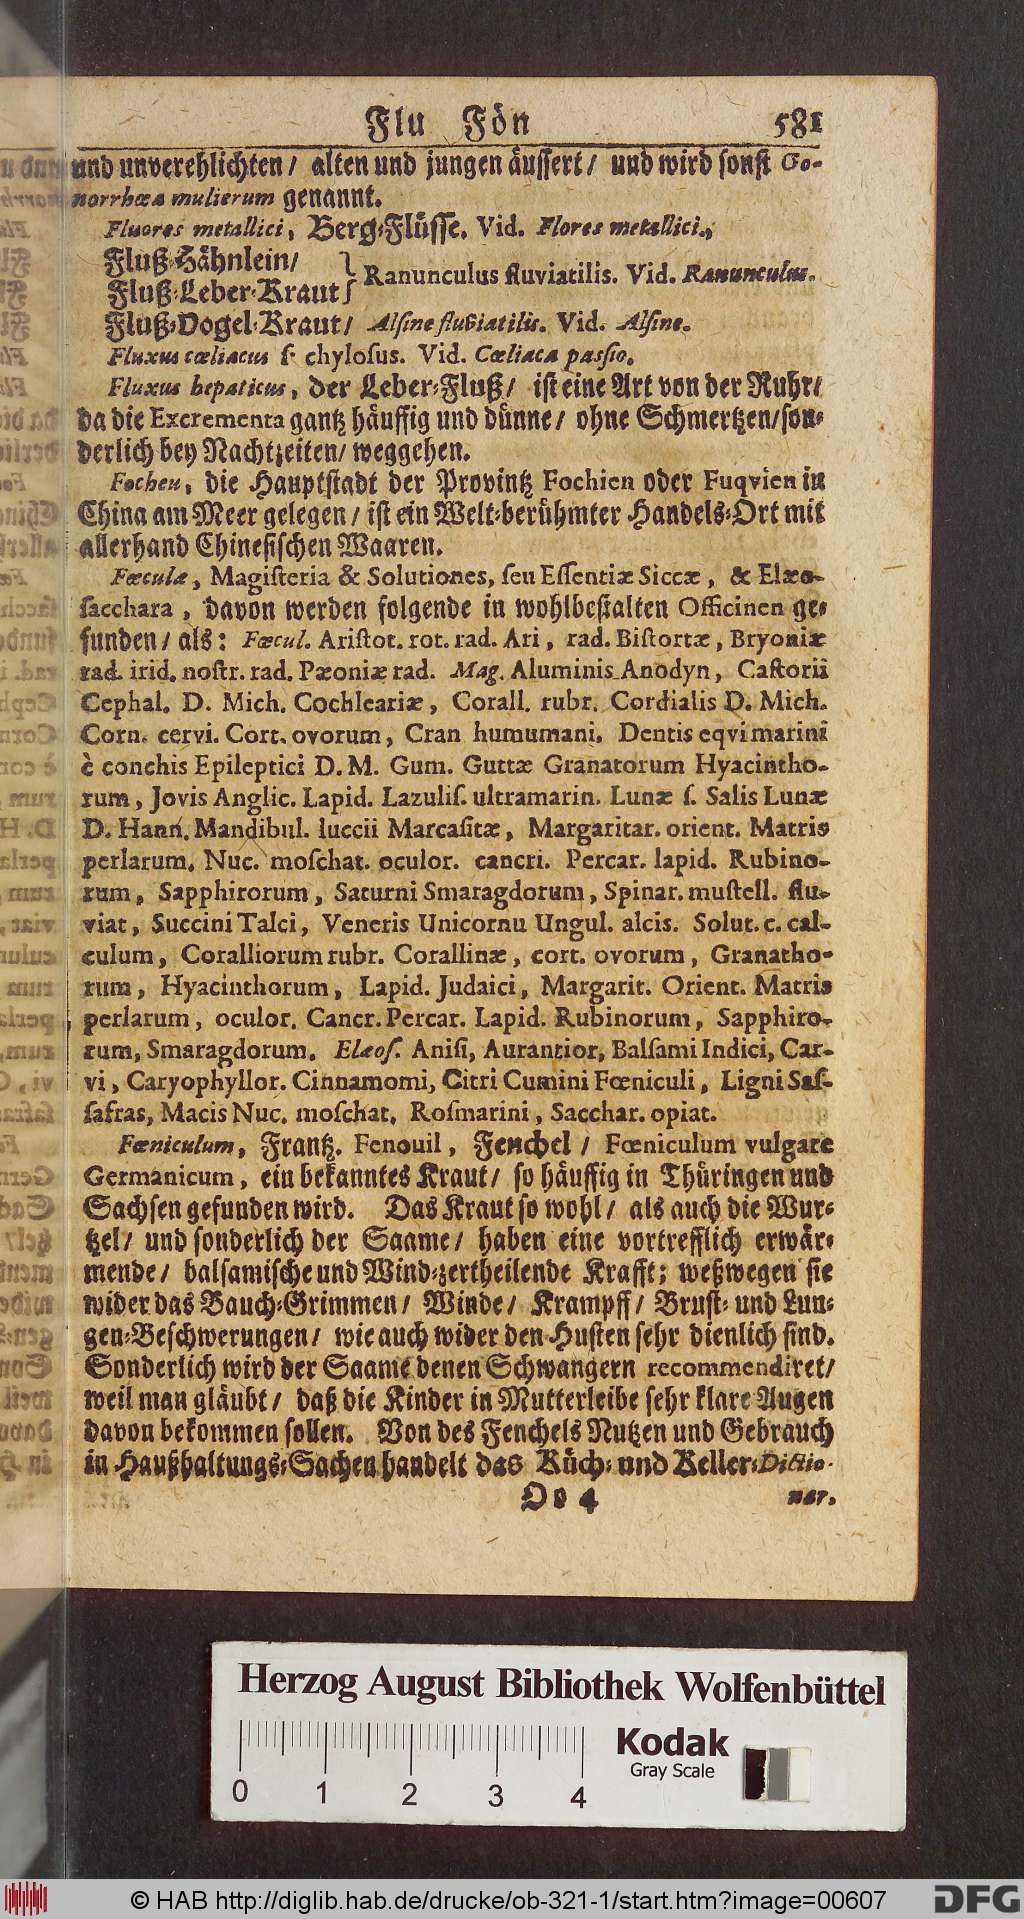 Flu Fön 581
und unverehlichten/ alten und jungen äussert/ und wird sonst Go-
norrhœa mulierum genannt.
Fluores metallici, Berg-Flüsse. Vid. Flores metallici.
Fluß-Hähnlein/
Fluß-Leber-Kraut} Ranunculus fluviatilis. Vid. Ranunculus.
Fluß-Vogel-Kraut/ Alsine fluviatilis. Vid. Alsine.
Fluxus cœliacus ſ. chylosus. Vid. Cœliaca passio.
Fluxus hepaticus, der Leber-Fluß/ ist eine Art von der Ruhr/
da die Excrementa gantz häuffig und dünne/ ohne Schmertzen/ son-
derlich bey Nachtzeiten/ weggehen.
Focheu, die Hauptstadt der Provintz Fochien oder Fuqvien in
China am Meer gelegen/ ist ein Welt-berühmter Handels-Ort mit
allerhand Chinesischen Waaren.
Fœculæ, Magisteria & Solutiones, seu Essentiæ Siccæ, & Elæo-
sacchara, davon werden folgende in wohlbestalten Officinen ge-
funden/ als: Fœcul. Aristot. rot. rad. Ari, rad. Bistortæ, Bryoniæ
rad. irid. nostr. rad. Pæoniæ rad. Mag. Aluminis Anodyn, Castorii
Cephal. D. Mich. Cochleariæ, Corall. rubr. Cordialis D. Mich.
Corn. cervi. Cort. ovorum, Cran humumani. Dentis eqvi marini
è conchis Epileptici D. M. Gum. Guttæ Granatorum Hyacintho-
rum, Jovis Anglic. Lapid. Lazulis. ultramarin. Lunæ ſ. Salis Lunæ
D. Hann. Mandibul. luccii Marcasitæ, Margaritar. orient. Matris
perlarum. Nuc. moschat. oculor. cancri. Percar. lapid. Rubino-
rum, Sapphirorum, Saturni Smaragdorum, Spinar. mustell. flu-
viat, Succini Talci, Veneris Unicornu Ungul. alcis. Solut. c. cal-
culum, Coralliorum rubr. Corallinæ, cort. ovorum, Granatho-
rum, Hyacinthorum, Lapid. Judaici, Margarit. Orient. Matris
perlarum, oculor. Cancr. Percar. Lapid. Rubinorum, Sapphiro-
rum, Smaragdorum. Elæos. Anisi, Aurantior, Balsami Indici, Car-
vi, Caryophyllor. Cinnamomi, Citri Cumini Fœniculi, Ligni Sas-
safras, Macis Nuc. moschat. Rosmarini, Sacchar. opiat.
Fœniculum, Frantz. Fenouil, Fenchel/ Fœniculum vulgare
Germanicum, ein bekanntes Kraut/ so häuffig in Thüringen und
Sachsen gefunden wird. Das Kraut so wohl/ als auch die Wur-
tzel/ und sonderlich der Saame/ haben eine vortrefflich erwär-
mende/ balsamische und Wind-zertheilende Krafft; weßwegen sie
wider das Bauch-Grimmen/ Winde/ Krampff/ Brust- und Lun-
gen-Beschwerungen/ wie auch wider den Husten sehr dienlich sind.
Sonderlich wird der Saame denen Schwangern recommendiret/
weil man gläubt/ daß die Kinder in Mutterleibe sehr klare Augen
davon bekommen sollen. Von des Fenchels Nutzen und Gebrauch
in Haußhaltungs-Sachen handelt das Küch- und Keller-Dictio-
Oo 4 nar.
Herzog August Bibliothek Wolfenbüttel
Kodak
Gray Scale
0 1 2 3 4
© HAB http://diglib.hab.de/drucke/ob-321-1/start.htm?image=00607
DFG